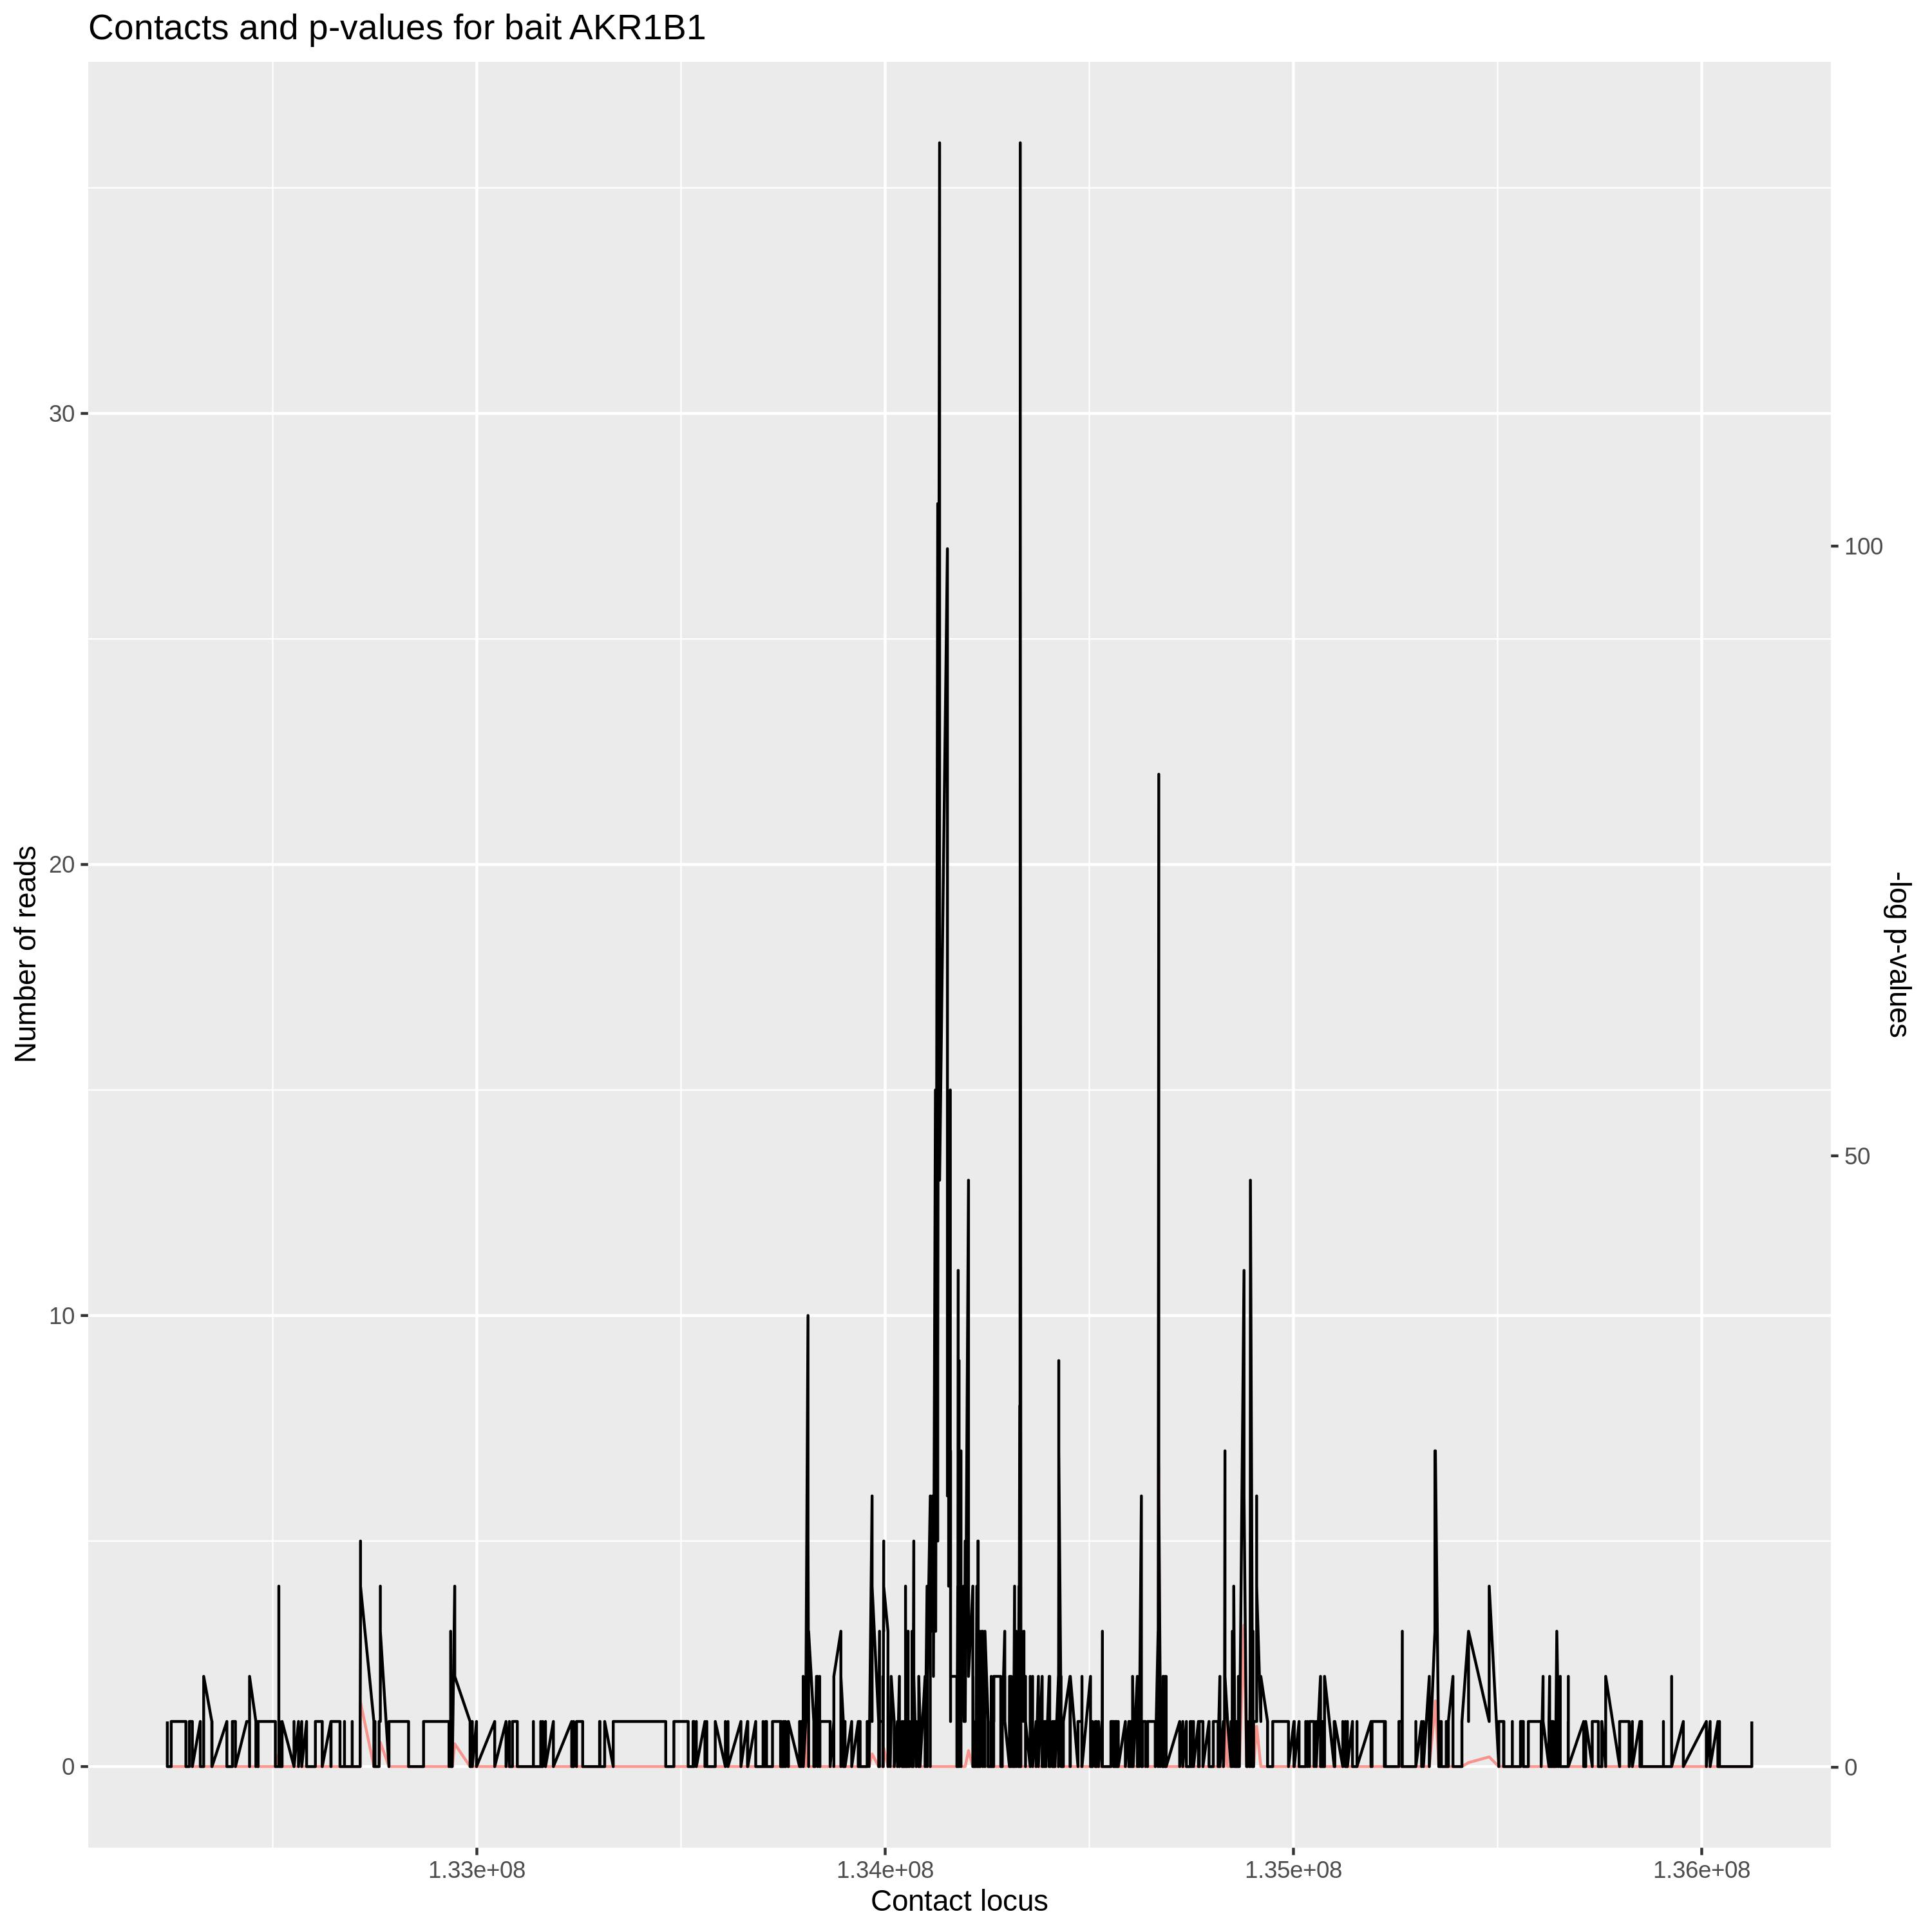 Contacts and p-values for bait AKR1B1
Number of reads
30
20
10
0
100
50
0
-log p-values
1.33e+08
1.34e+08
1.35e+08
1.36e+08
Contact locus